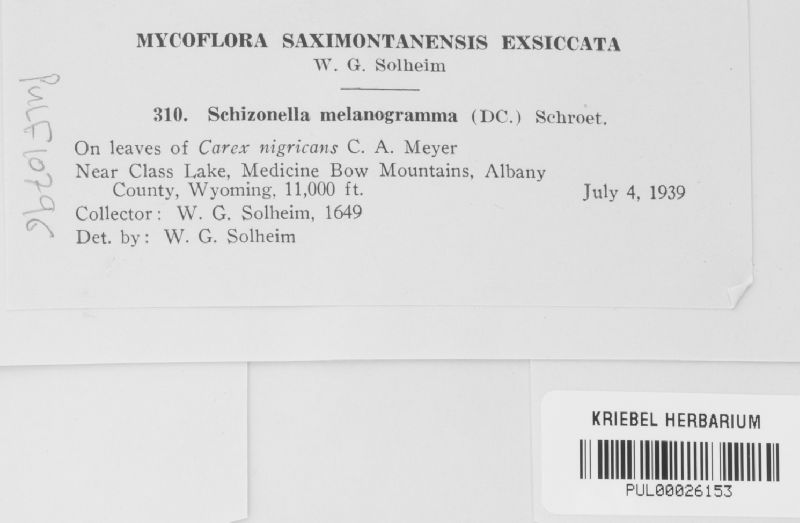 MYCOFLORA SAXIMONTANENSIS EXSICCATA
W. G. Solheim
310. Schizonella melanogramma (DC.) Schroet.
On leaves of Carex nigricans C. A. Meyer
Near Class Lake, Medicine Bow Mountains, Albany
County, Wyoming, 11,000 ft. July 4, 1939
Collector: W. G. Solheim, 1649
Det. by: W. G. Solheim
PULF10796
KRIEBEL HERBARIUM
PUL00026153